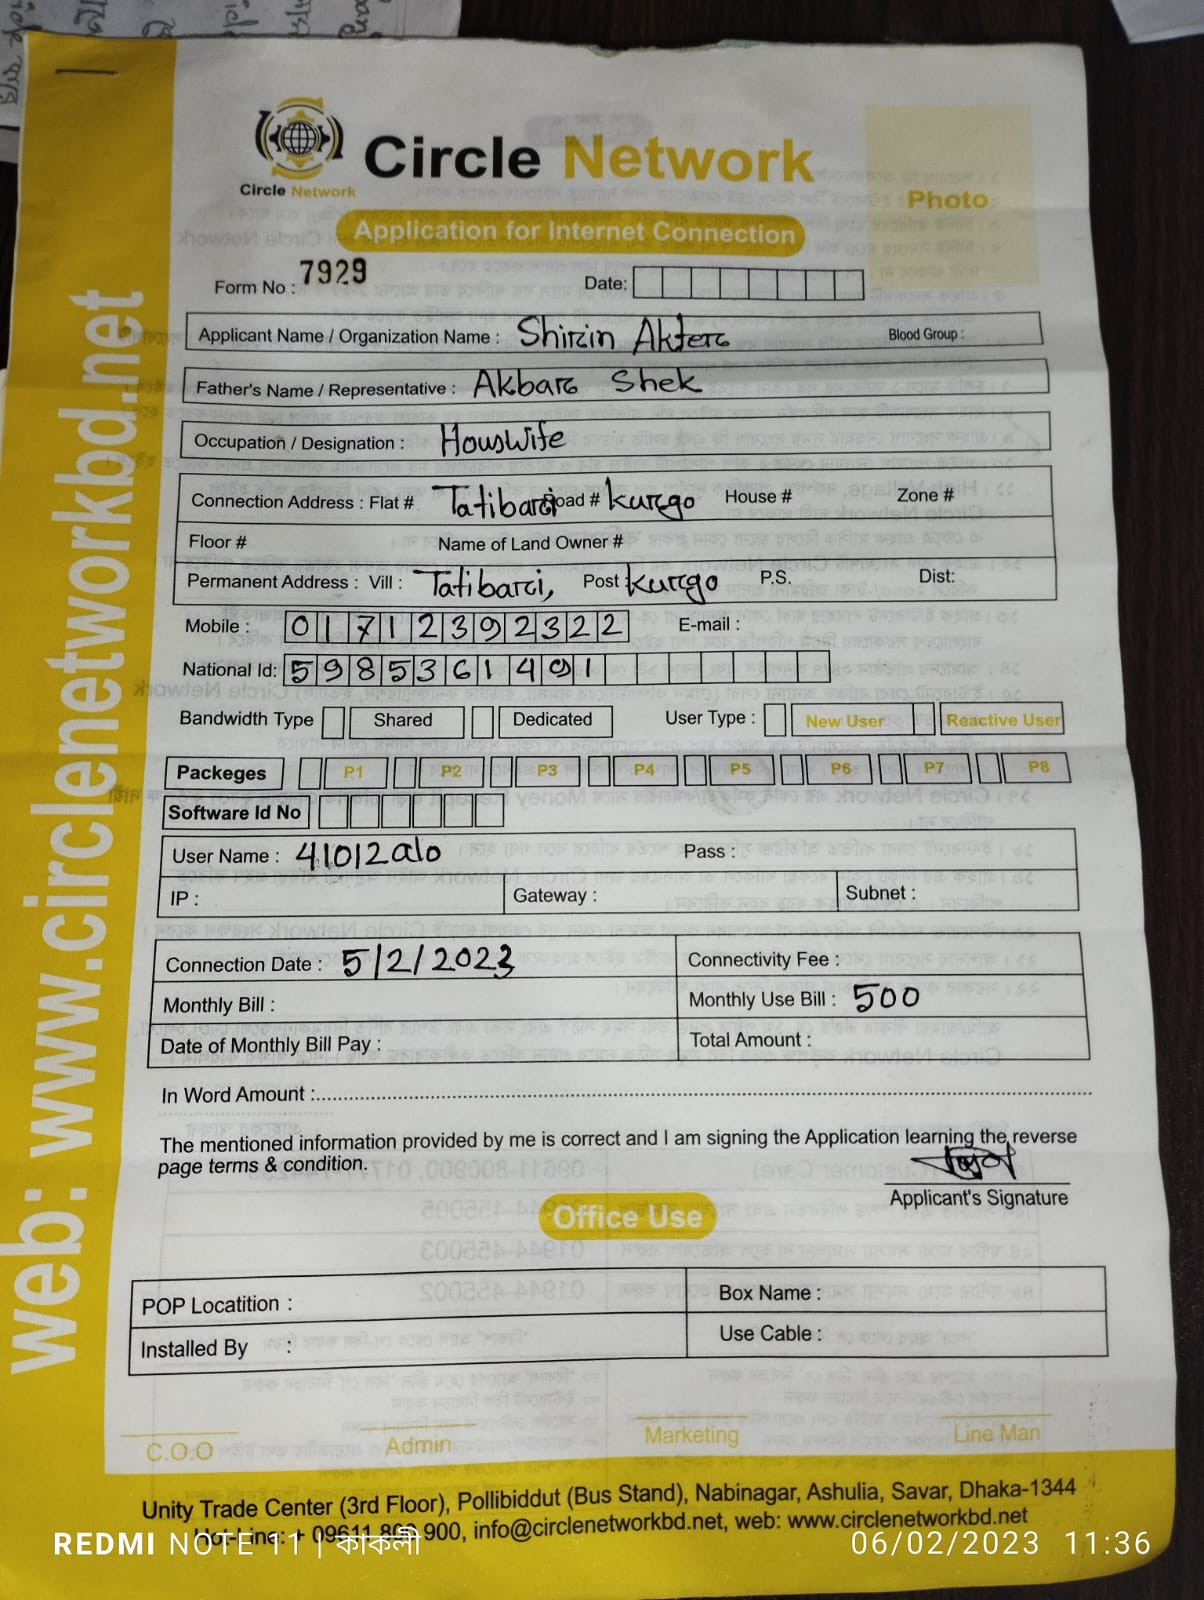 Circle Network
Circle Network
Photo
Application for Internet Connection
Form No : 7929 Date:
Applicant Name / Organization Name : Shirin Akter Blood Group :
Father's Name / Representative : Akbar Shek
Occupation / Designation : Houswife
Connection Address : Flat # Tatibari Road # kurgo House # Zone #
Floor # Name of Land Owner #
Permanent Address : Vill : Tatibari, Post kurgo P.S. Dist:
Mobile : 01712392322 E-mail :
National Id: 5985361491
Bandwidth Type Shared Dedicated User Type : New User Reactive User
Packeges P1 P2 P3 P4 P5 P6 P7 P8
Software Id No
User Name : 41012alo Pass :
IP : Gateway : Subnet :
Connection Date : 5/2/2023 Connectivity Fee :
Monthly Bill : Monthly Use Bill : 500
Date of Monthly Bill Pay : Total Amount :
In Word Amount :
The mentioned information provided by me is correct and I am signing the Application learning the reverse
page terms & condition.
Applicant's Signature
Office Use
POP Locatition : Box Name :
Installed By : Use Cable :
C.O.O Admin Marketing Line Man
Unity Trade Center (3rd Floor), Pollibiddut (Bus Stand), Nabinagar, Ashulia, Savar, Dhaka-1344
900, info@circlenetworkbd.net, web: www.circlenetworkbd.net
REDMI NOTE 11 | কাকলী 06/02/2023 11:36
web: www.circlenetworkbd.net